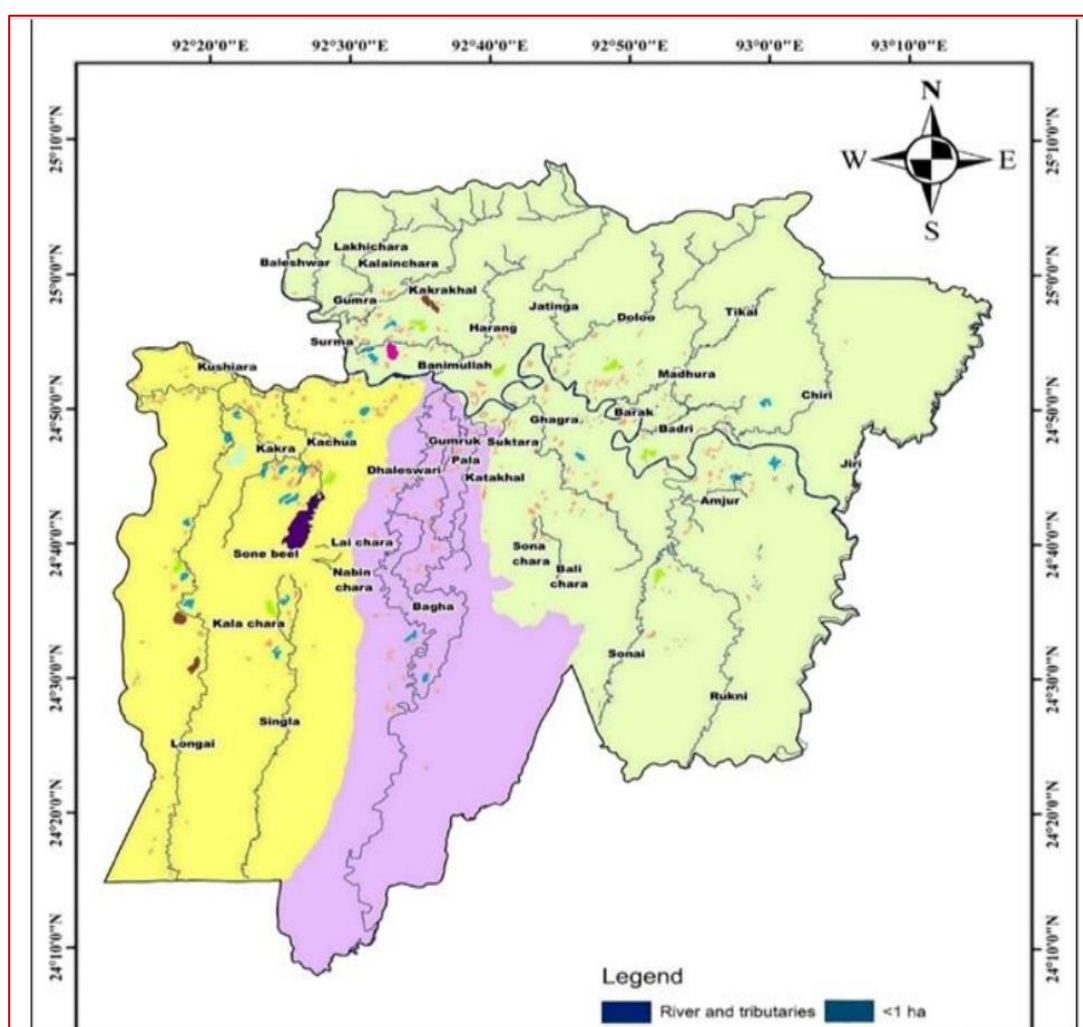 92°20'0"E 92°30'0"E 92°40'0"E 92°50'0"E 93°0'0"E 93°10'0"E
N
W E
S
25°10'0"N 25°10'0"N
Lakhichara
Baleshwar Kalainchara
25°0'0"N 25°0'0"N
Gumra Kakrakhal
Jatinga
Harang Doloo Tikal
Surma
Banimullah
Kushiara Madhura
Chiri
24°50'0"N 24°50'0"N
Ghagra Barak
Badri
Kakra Kachua Gumruk Suktara
Dhaleswari Pala
Katakhal
Jiri
Amjur
24°40'0"N 24°40'0"N
Sone beel Lai chara Sona
chara
Nabin
chara
Bali
chara
Bagha
Kala chara
Sonai
24°30'0"N 24°30'0"N
Rukni
Singla
Longai
24°20'0"N 24°20'0"N
24°10'0"N 24°10'0"N
Legend
River and tributaries <1 ha